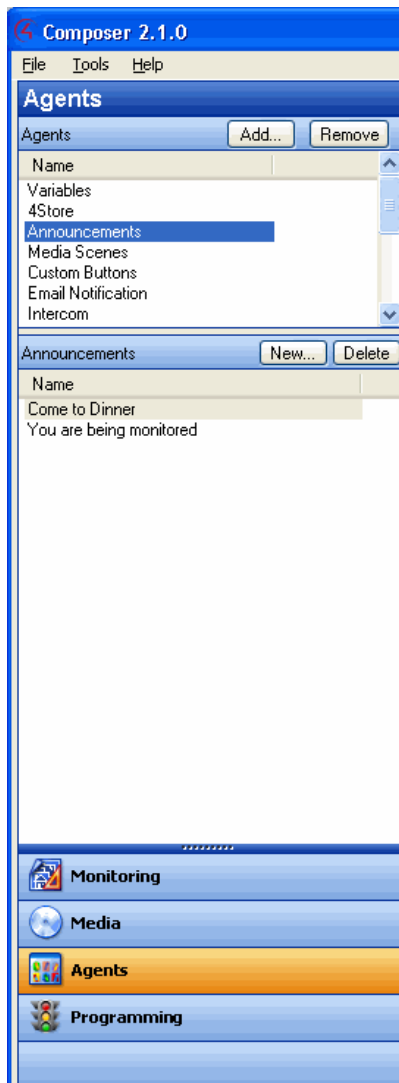 Composer 2.1.0
File Tools Help
Agents
Agents Add... Remove
Name
Variables
4Store
Announcements
Media Scenes
Custom Buttons
Email Notification
Intercom
Announcements New... Delete
Name
Come to Dinner
You are being monitored
Monitoring
Media
Agents
Programming